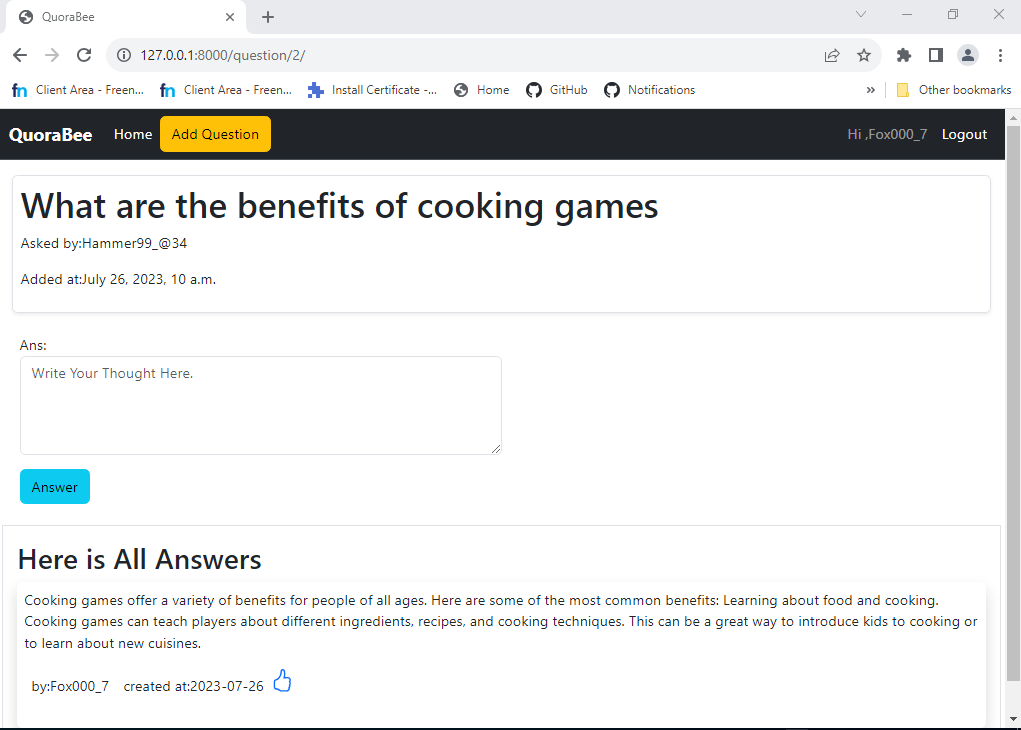 QuoraBee
127.0.0.1:8000/question/2/
Client Area - Freen... Client Area - Freen... Install Certificate -... Home GitHub Notifications » Other bookmarks
QuoraBee Home Add Question Hi ,Fox000_7 Logout
What are the benefits of cooking games
Asked by:Hammer99_@34
Added at:July 26, 2023, 10 a.m.
Ans:
Write Your Thought Here.
Answer
Here is All Answers
Cooking games offer a variety of benefits for people of all ages. Here are some of the most common benefits: Learning about food and cooking.
Cooking games can teach players about different ingredients, recipes, and cooking techniques. This can be a great way to introduce kids to cooking or
to learn about new cuisines.
by:Fox000_7 created at:2023-07-26